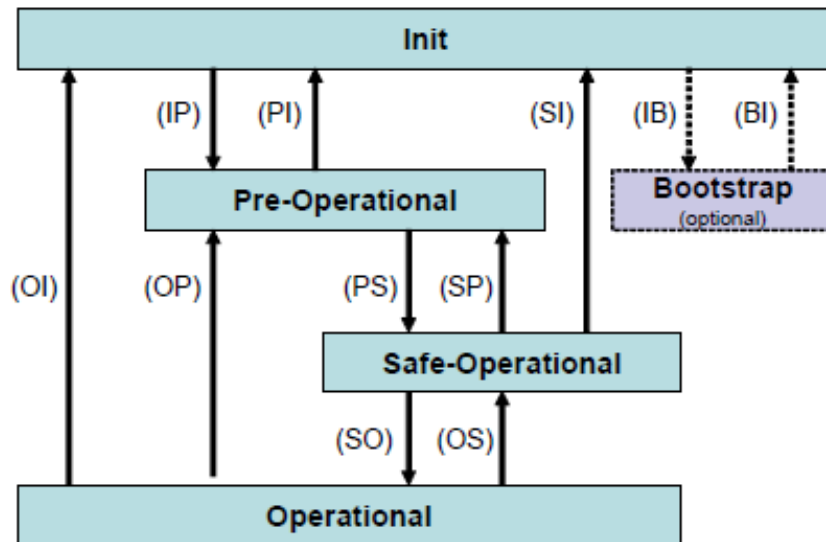 Init
(IP) (PI) (SI) (IB) (BI)
Pre-Operational
Bootstrap
(optional)
(OI) (OP) (PS) (SP)
Safe-Operational
(SO) (OS)
Operational